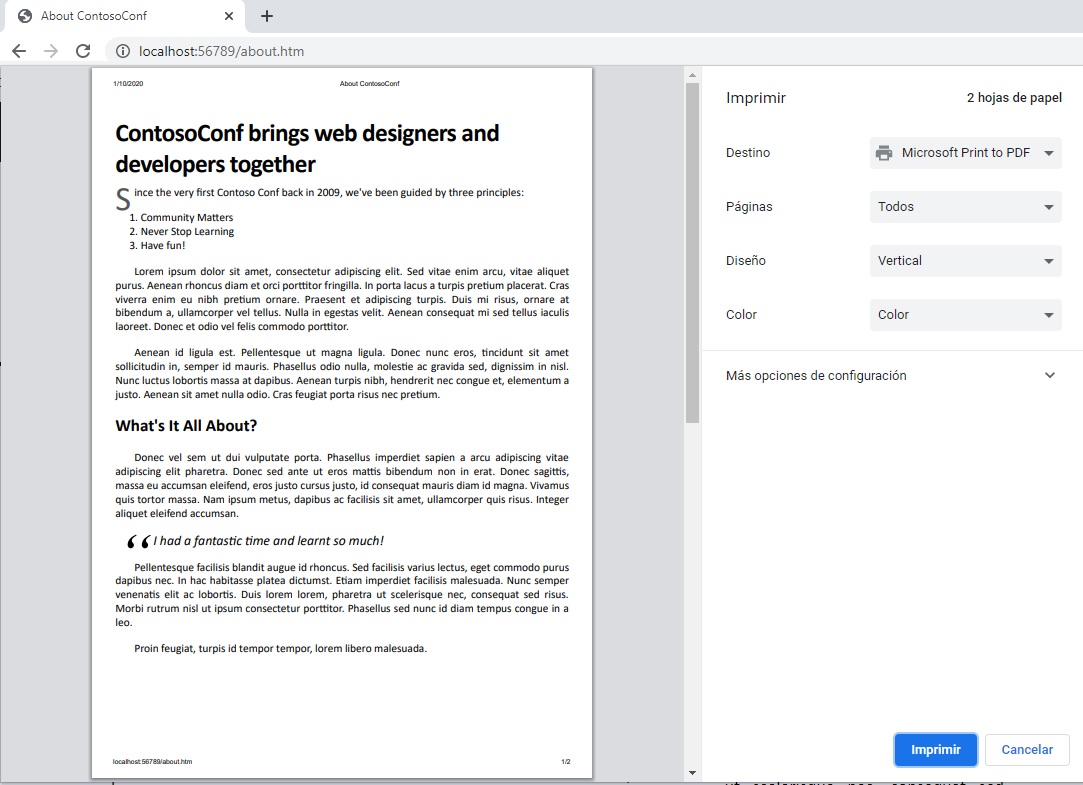 About ContosoConf
localhost:56789/about.htm
1/10/2020 About ContosoConf
ContosoConf brings web designers and
developers together
Since the very first Contoso Conf back in 2009, we've been guided by three principles:
1. Community Matters
2. Never Stop Learning
3. Have fun!
Lorem ipsum dolor sit amet, consectetur adipiscing elit. Sed vitae enim arcu, vitae aliquet
purus. Aenean rhoncus diam et orci porttitor fringilla. In porta lacus a turpis pretium placerat. Cras
viverra enim eu nibh pretium ornare. Praesent et adipiscing turpis. Duis mi risus, ornare at
bibendum a, ullamcorper vel tellus. Nulla in egestas velit. Aenean consequat mi sed tellus iaculis
laoreet. Donec et odio vel felis commodo porttitor.
Aenean id ligula est. Pellentesque ut magna ligula. Donec nunc eros, tincidunt sit amet
sollicitudin in, semper id mauris. Phasellus odio nulla, molestie ac gravida sed, dignissim in nisl.
Nunc luctus lobortis massa at dapibus. Aenean turpis nibh, hendrerit nec congue et, elementum a
justo. Aenean sit amet nulla odio. Cras feugiat porta risus nec pretium.
What's It All About?
Donec vel sem ut dui vulputate porta. Phasellus imperdiet sapien a arcu adipiscing vitae
adipiscing elit pharetra. Donec sed ante ut eros mattis bibendum non in erat. Donec sagittis,
massa eu accumsan eleifend, eros justo cursus justo, id consequat mauris diam id magna. Vivamus
quis tortor massa. Nam ipsum metus, dapibus ac facilisis sit amet, ullamcorper quis risus. Integer
aliquet eleifend accumsan.
“ I had a fantastic time and learnt so much!
Pellentesque facilisis blandit augue id rhoncus. Sed facilisis varius lectus, eget commodo purus
dapibus nec. In hac habitasse platea dictumst. Etiam imperdiet facilisis malesuada. Nunc semper
venenatis elit ac lobortis. Duis lorem lorem, pharetra ut scelerisque nec, consequat sed risus.
Morbi rutrum nisl ut ipsum consectetur porttitor. Phasellus sed nunc id diam tempus congue in a
leo.
Proin feugiat, turpis id tempor tempor, lorem libero malesuada.
localhost:56789/about.htm 1/2
Imprimir 2 hojas de papel
Destino Microsoft Print to PDF
Páginas Todos
Diseño Vertical
Color Color
Más opciones de configuración
Imprimir Cancelar